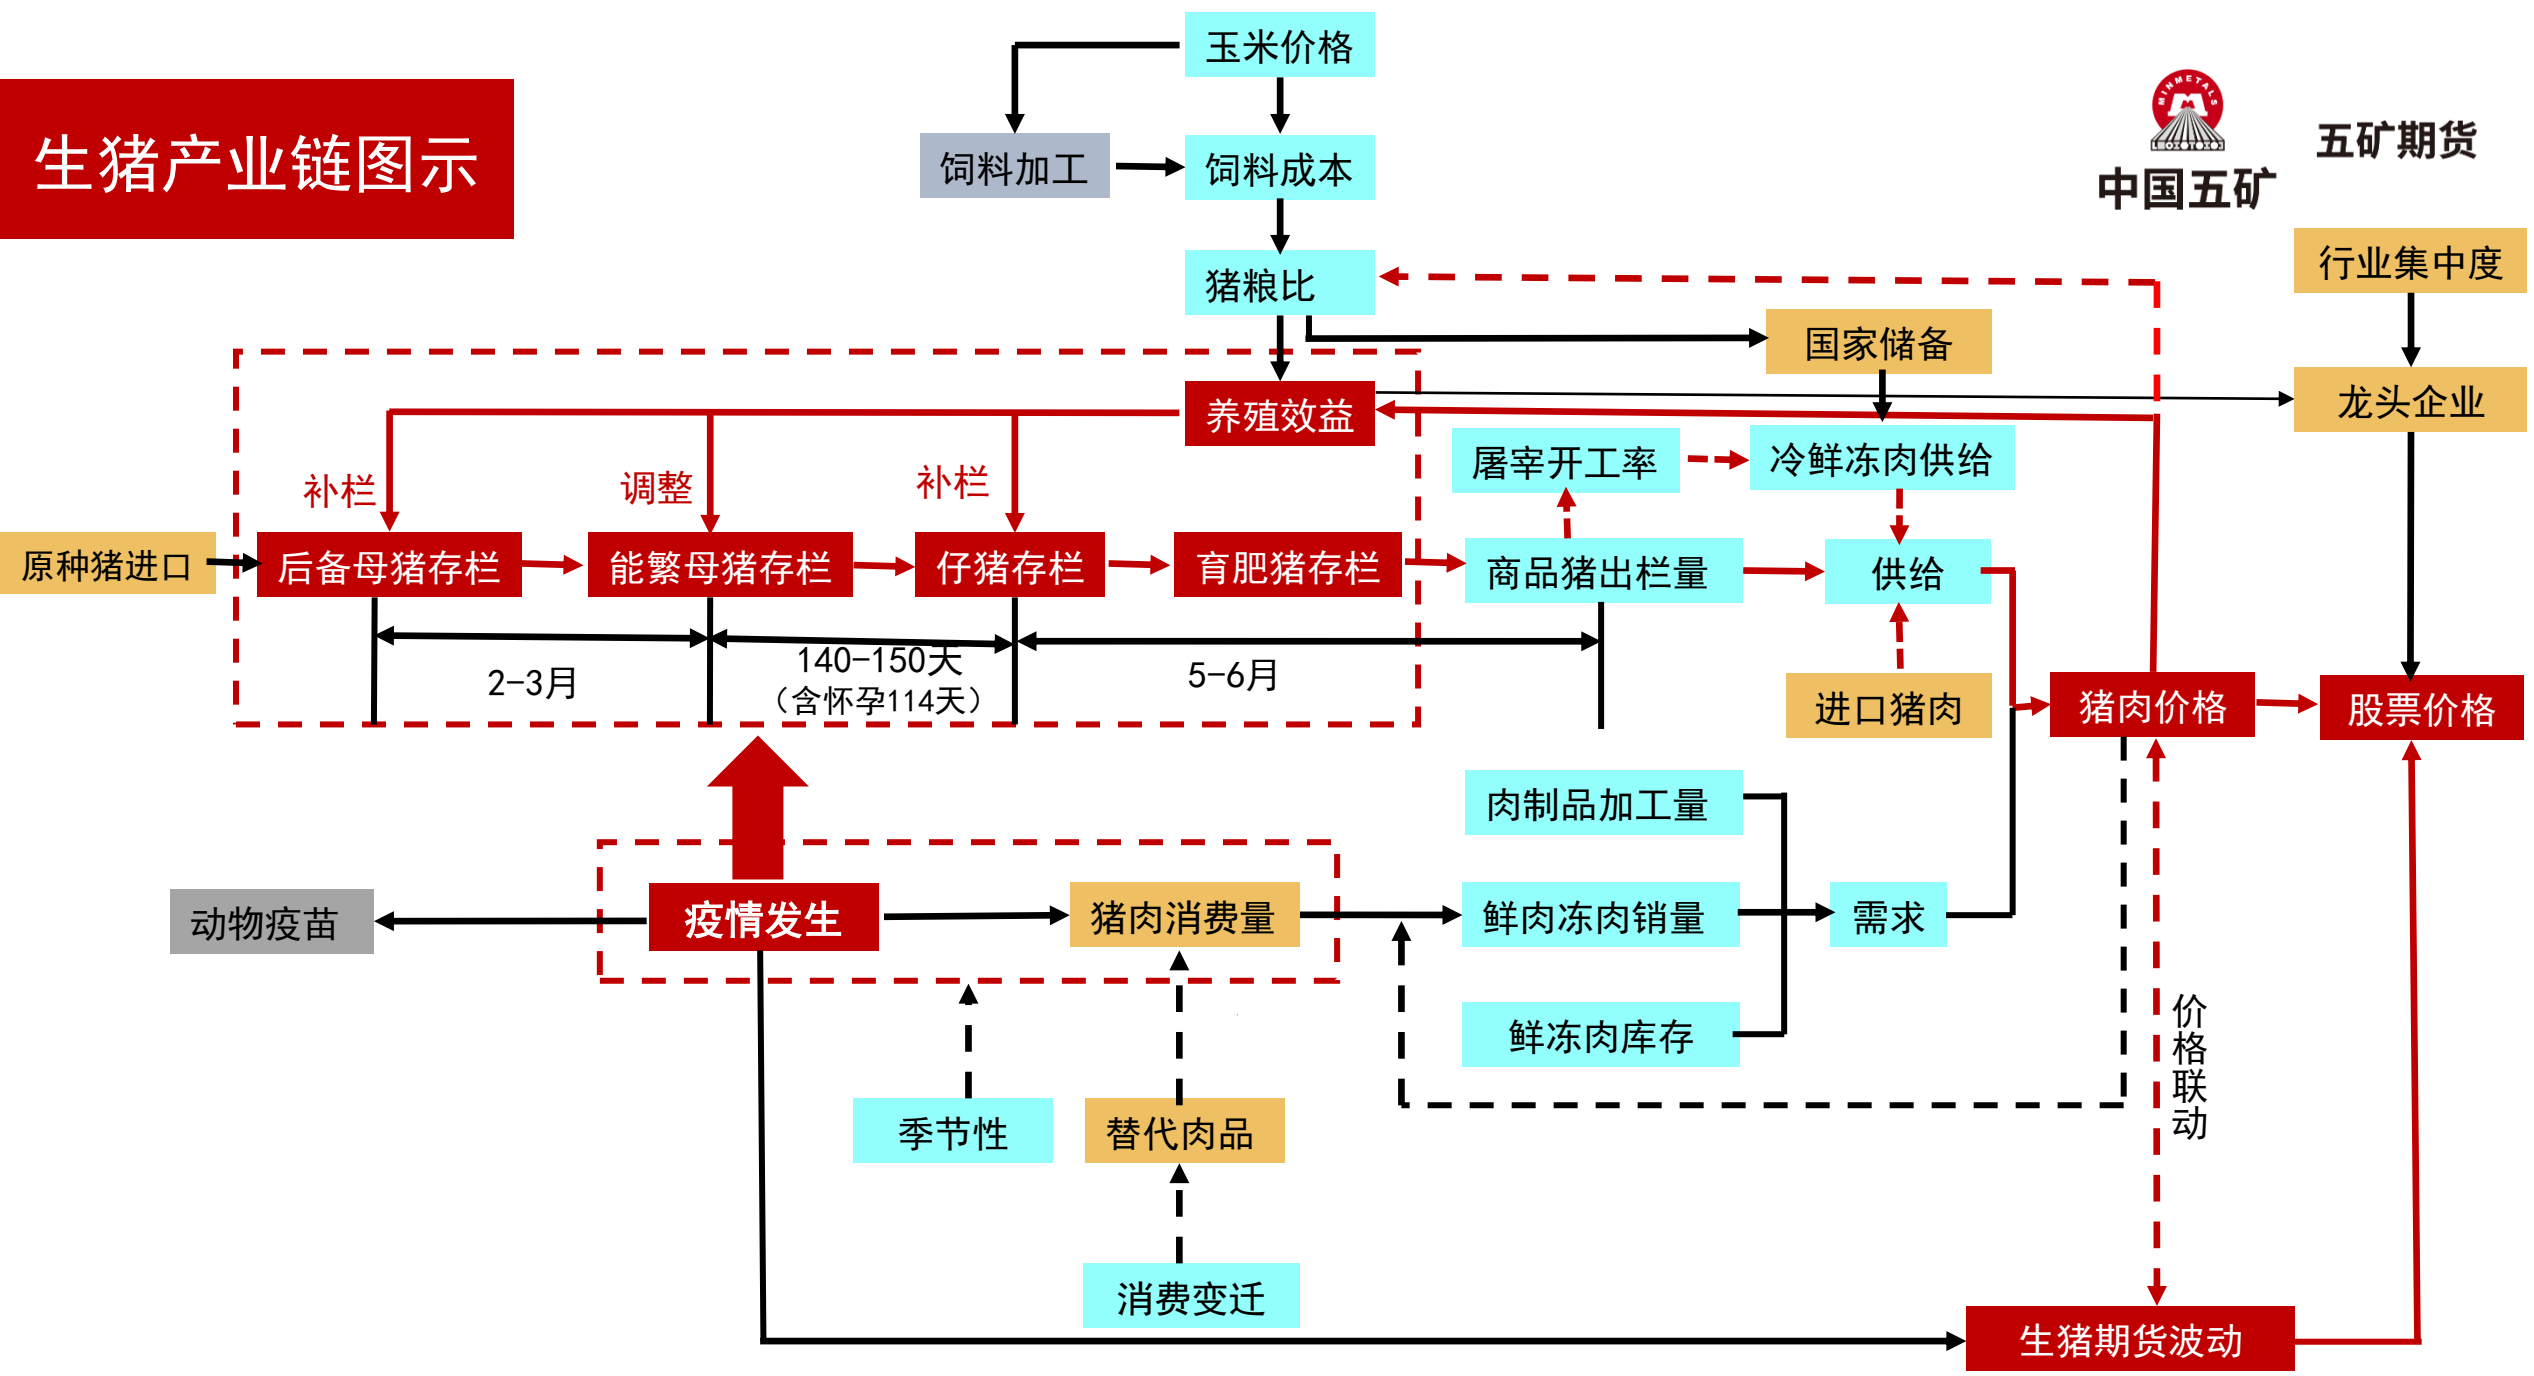 生猪产业链图示
玉米价格
饲料加工
饲料成本
猪粮比
MINMETALS
中国五矿
五矿期货
行业集中度
国家储备
龙头企业
养殖效益
补栏
调整
补栏
屠宰开工率
冷鲜冻肉供给
原种猪进口
后备母猪存栏
能繁母猪存栏
仔猪存栏
育肥猪存栏
商品猪出栏量
供给
2-3月
140-150天
（含怀孕114天）
5-6月
进口猪肉
猪肉价格
股票价格
肉制品加工量
动物疫苗
疫情发生
猪肉消费量
鲜肉冻肉销量
需求
鲜冻肉库存
价格联动
季节性
替代肉品
消费变迁
生猪期货波动